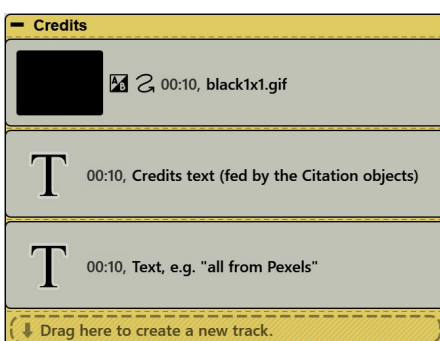 Credits
00:10, black1x1.gif
T 00:10, Credits text (fed by the Citation objects)
T 00:10, Text, e.g. "all from Pexels"
Drag here to create a new track.